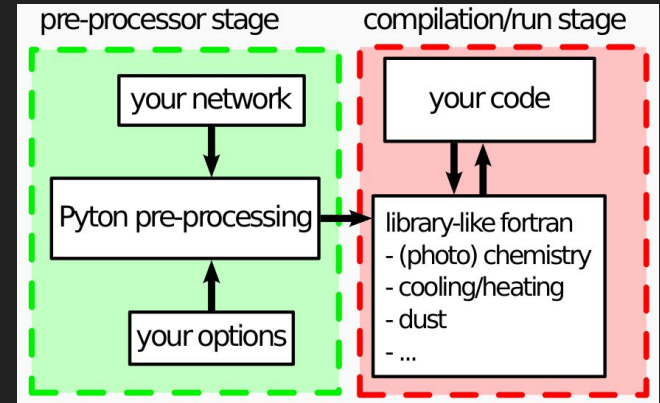 pre-processor stage
your network
Pyton pre-processing
your options
compilation/run stage
your code
library-like fortran
- (photo) chemistry
- cooling/heating
- dust
- ...